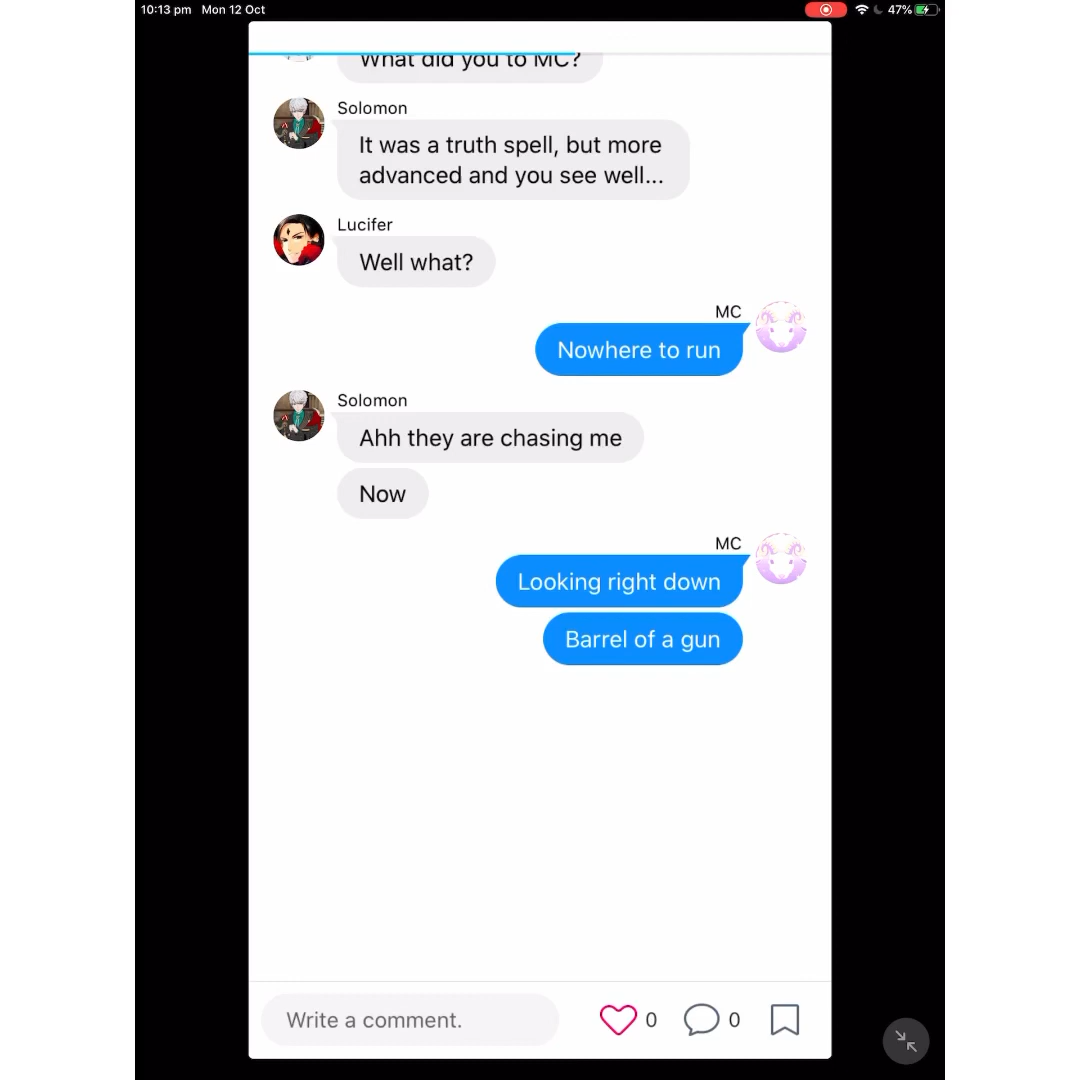 10:13 pm Mon 12 Oct 47%
What did you to MC?
Solomon
It was a truth spell, but more
advanced and you see well...
Lucifer
Well what?
MC
Nowhere to run
Solomon
Ahh they are chasing me
Now
MC
Looking right down
Barrel of a gun
Write a comment. 0 0